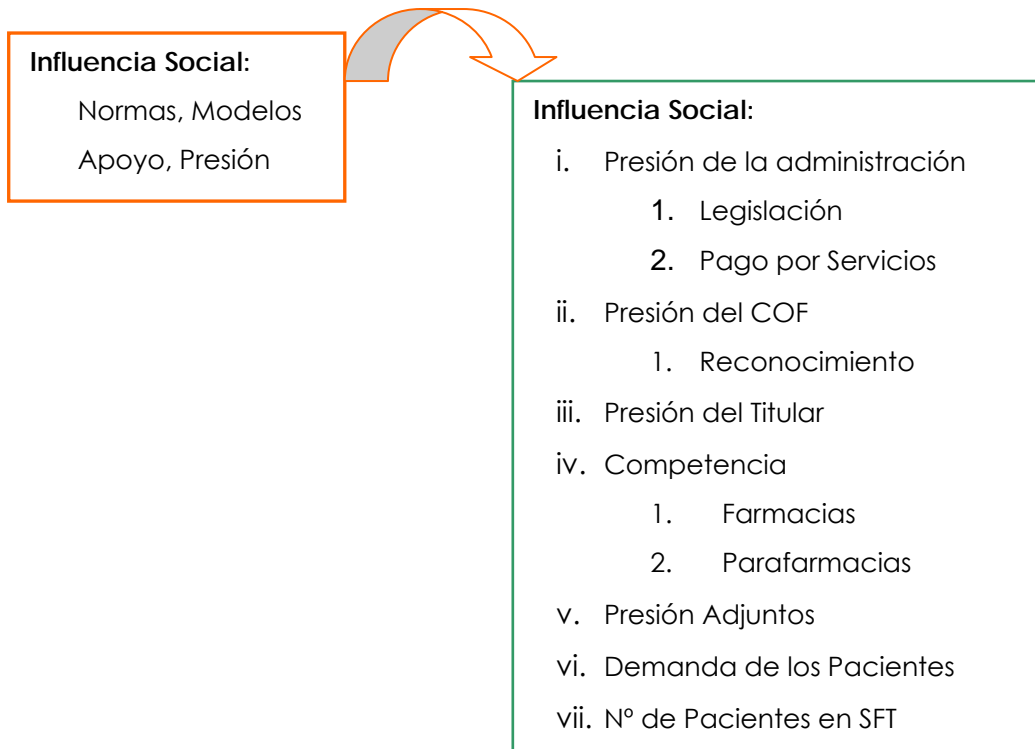 Influencia Social:
Normas, Modelos
Apoyo, Presión
Influencia Social:
i. Presión de la administración
1. Legislación
2. Pago por Servicios
ii. Presión del COF
1. Reconocimiento
iii. Presión del Titular
iv. Competencia
1. Farmacias
2. Parafarmacias
v. Presión Adjuntos
vi. Demanda de los Pacientes
vii. Nº de Pacientes en SFT